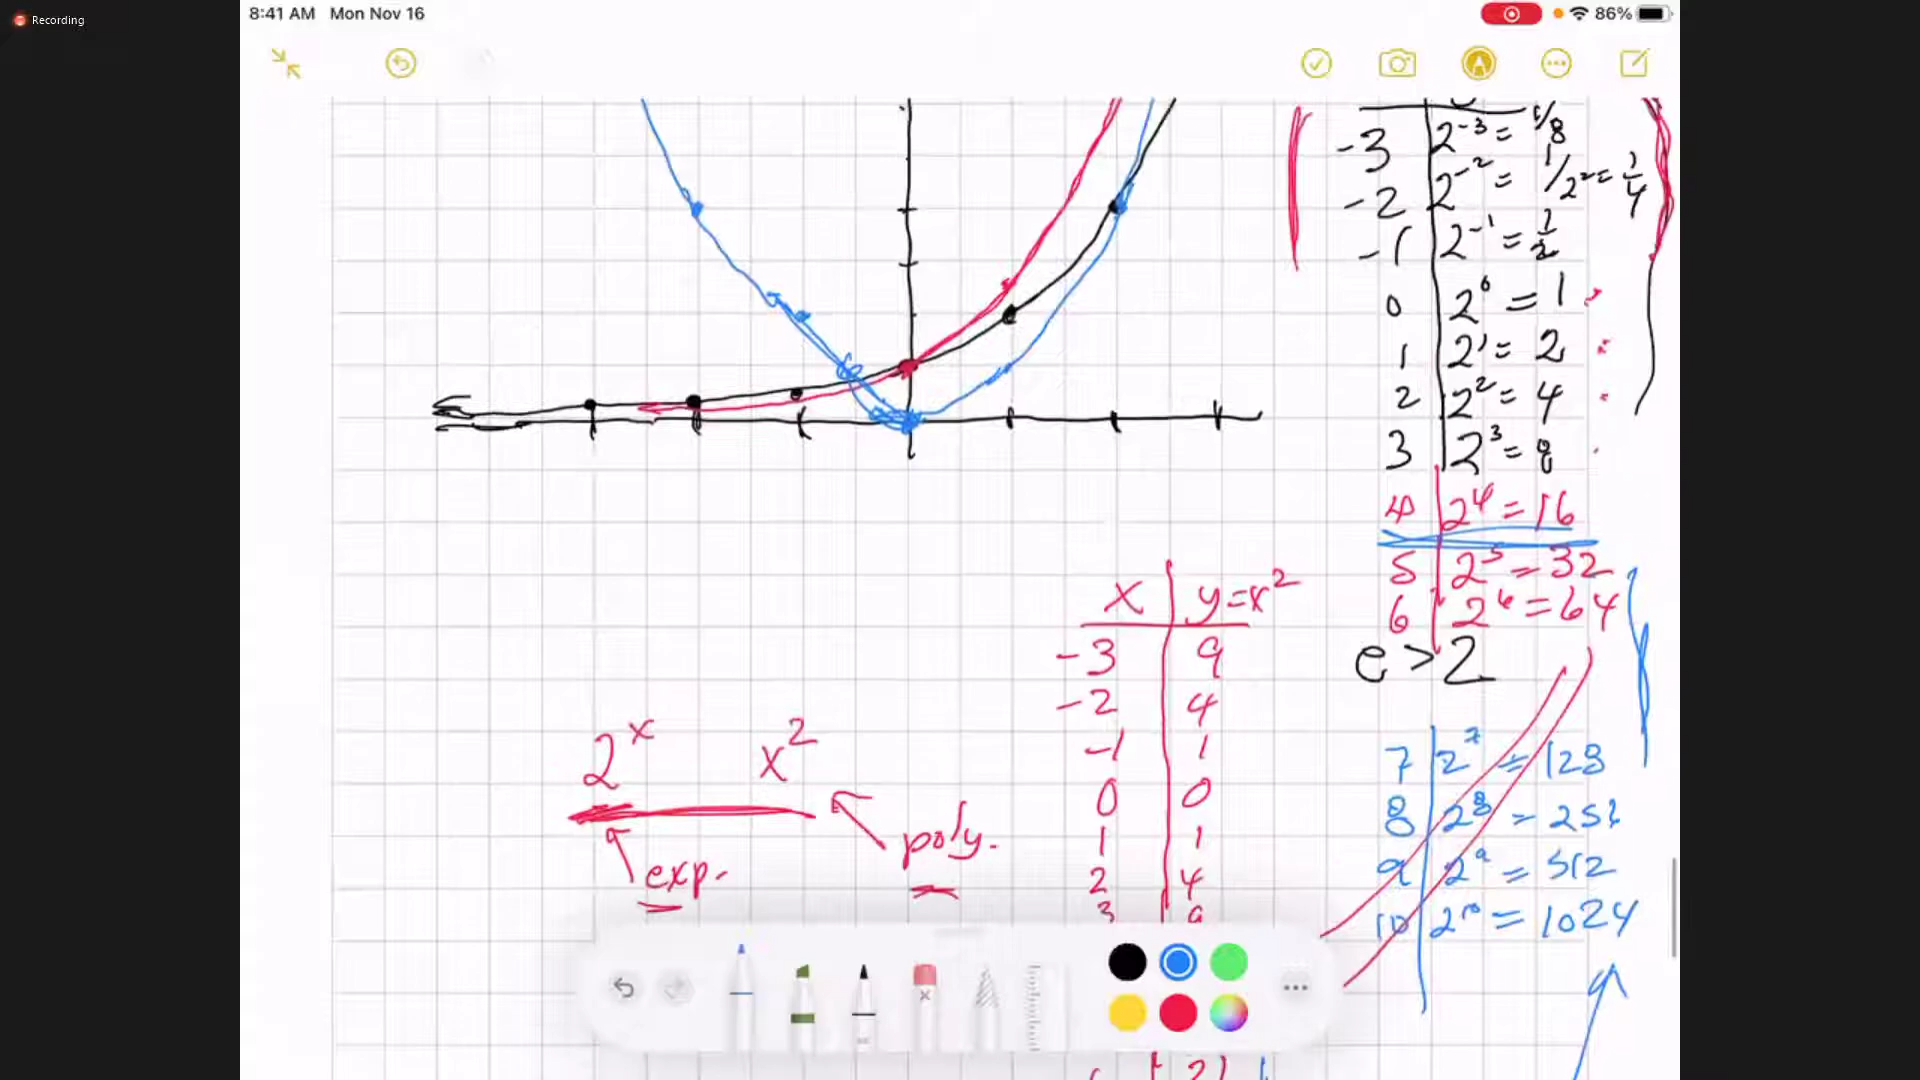 Recording
8:41 AM Mon Nov 16
86%
-3 2^-3 = 1/8
-2 2^-2 = 1/2^2 = 1/4
-1 2^-1 = 1/2
0 2^0 = 1
1 2^1 = 2
2 2^2 = 4
3 2^3 = 8
4 2^4 = 16
5 2^5 = 32
6 2^6 = 64
e > 2
7 2^7 = 128
8 2^8 = 256
9 2^9 = 512
10 2^10 = 1024
x y=x^2
-3 9
-2 4
-1 1
0 0
1 1
2 4
3 9
2^x x^2
exp.
poly.